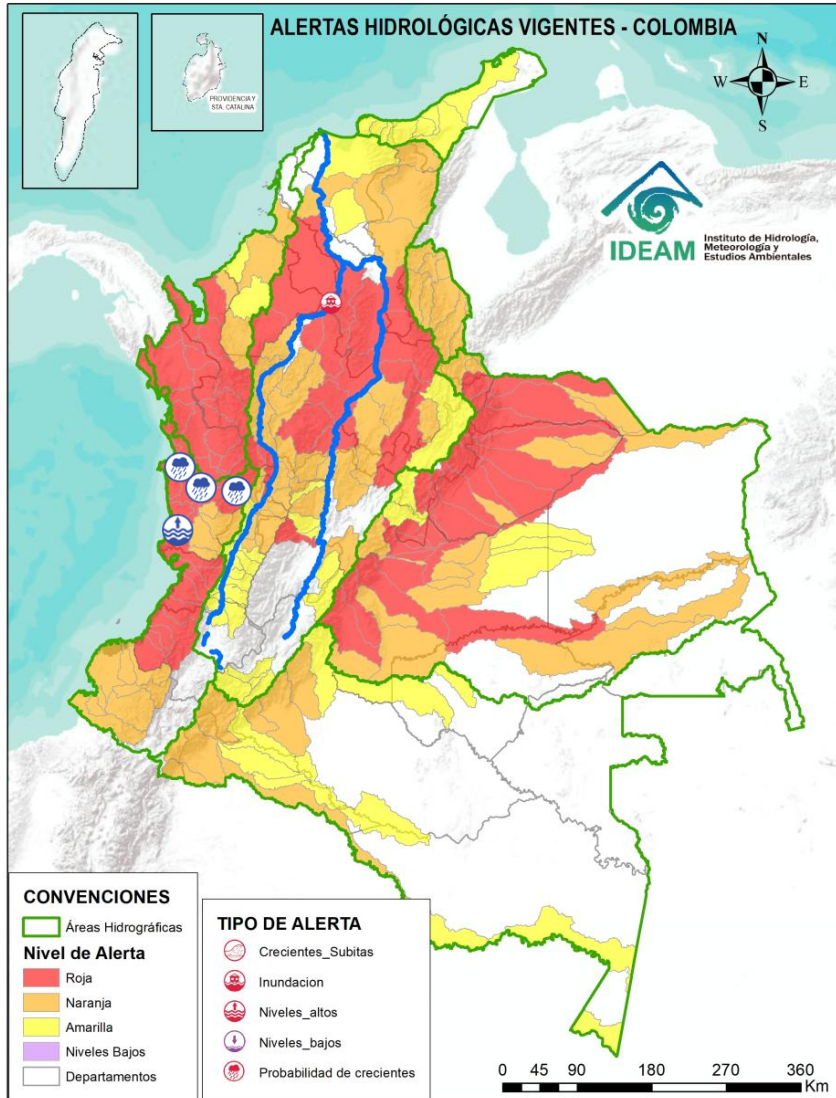 ALERTAS HIDROLÓGICAS VIGENTES - COLOMBIA
PROVIDENCIA Y
STA. CATALINA
N
W
E
S
IDEAM
Instituto de Hidrología,
Meteorología y
Estudios Ambientales
CONVENCIONES
Áreas Hidrográficas
Nivel de Alerta
Roja
Naranja
Amarilla
Niveles Bajos
Departamentos
TIPO DE ALERTA
Crecientes_Subitas
Inundacion
Niveles_altos
Niveles_bajos
Probabilidad de crecientes
0 45 90 180 270 360
Km